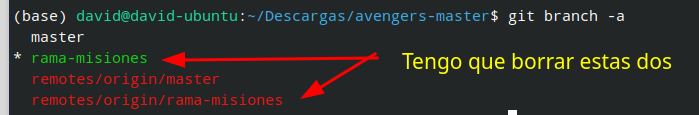 (base) david@david-ubuntu:~/Descargas/avengers-master$ git branch -a
master
* rama-misiones
Tengo que borrar estas dos
remotes/origin/master
remotes/origin/rama-misiones